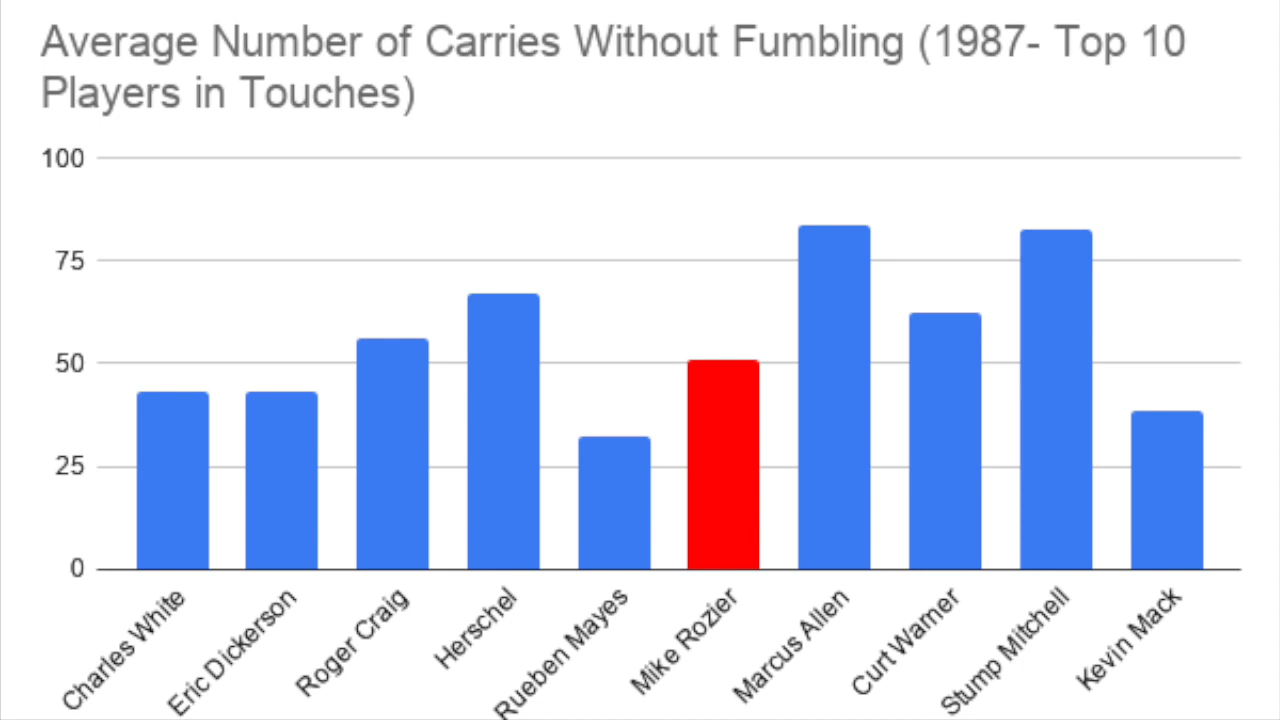 Average Number of Carries Without Fumbling (1987- Top 10
Players in Touches)
100
75
50
25
0
Charles White
Eric Dickerson
Roger Craig
Herschel
Rueben Mayes
Mike Rozier
Marcus Allen
Curt Warner
Stump Mitchell
Kevin Mack